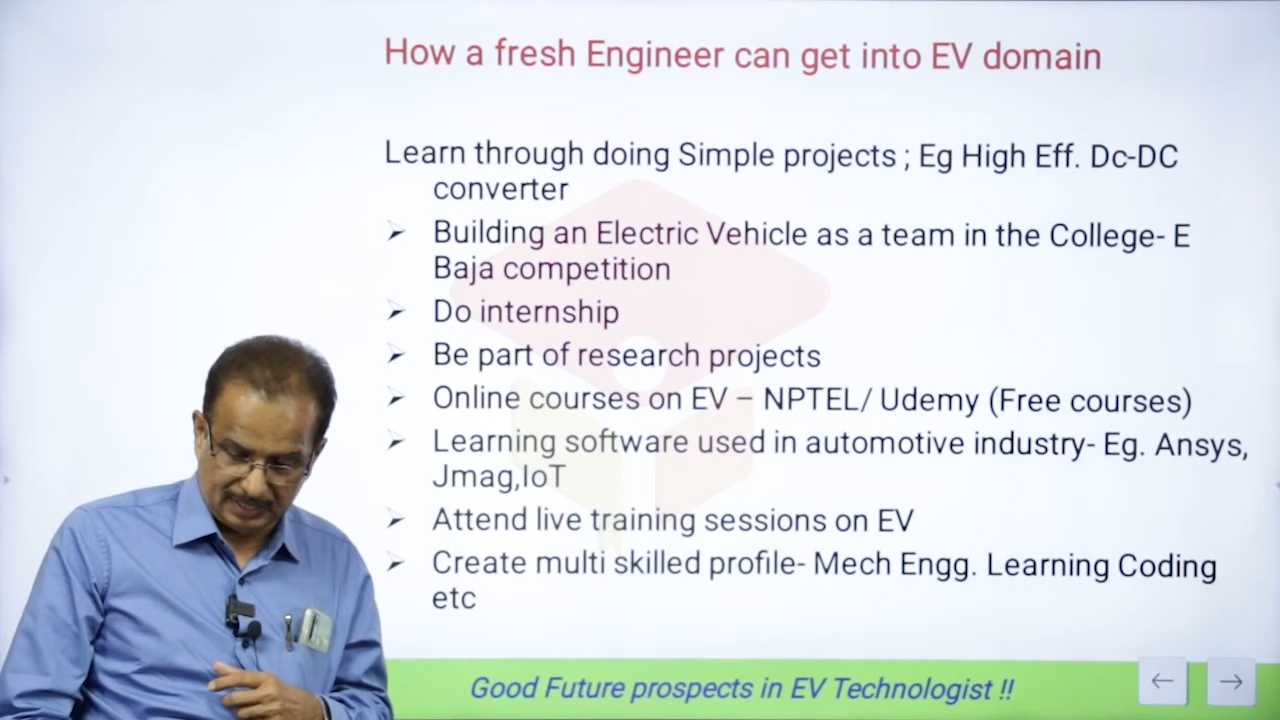 How a fresh Engineer can get into EV domain
Learn through doing Simple projects ; Eg High Eff. Dc-DC
converter
Building an Electric Vehicle as a team in the College- E
Baja competition
Do internship
Be part of research projects
Online courses on EV – NPTEL/ Udemy (Free courses)
Learning software used in automotive industry- Eg. Ansys,
Jmag,IoT
Attend live training sessions on EV
Create multi skilled profile- Mech Engg. Learning Coding
etc
Good Future prospects in EV Technologist !!